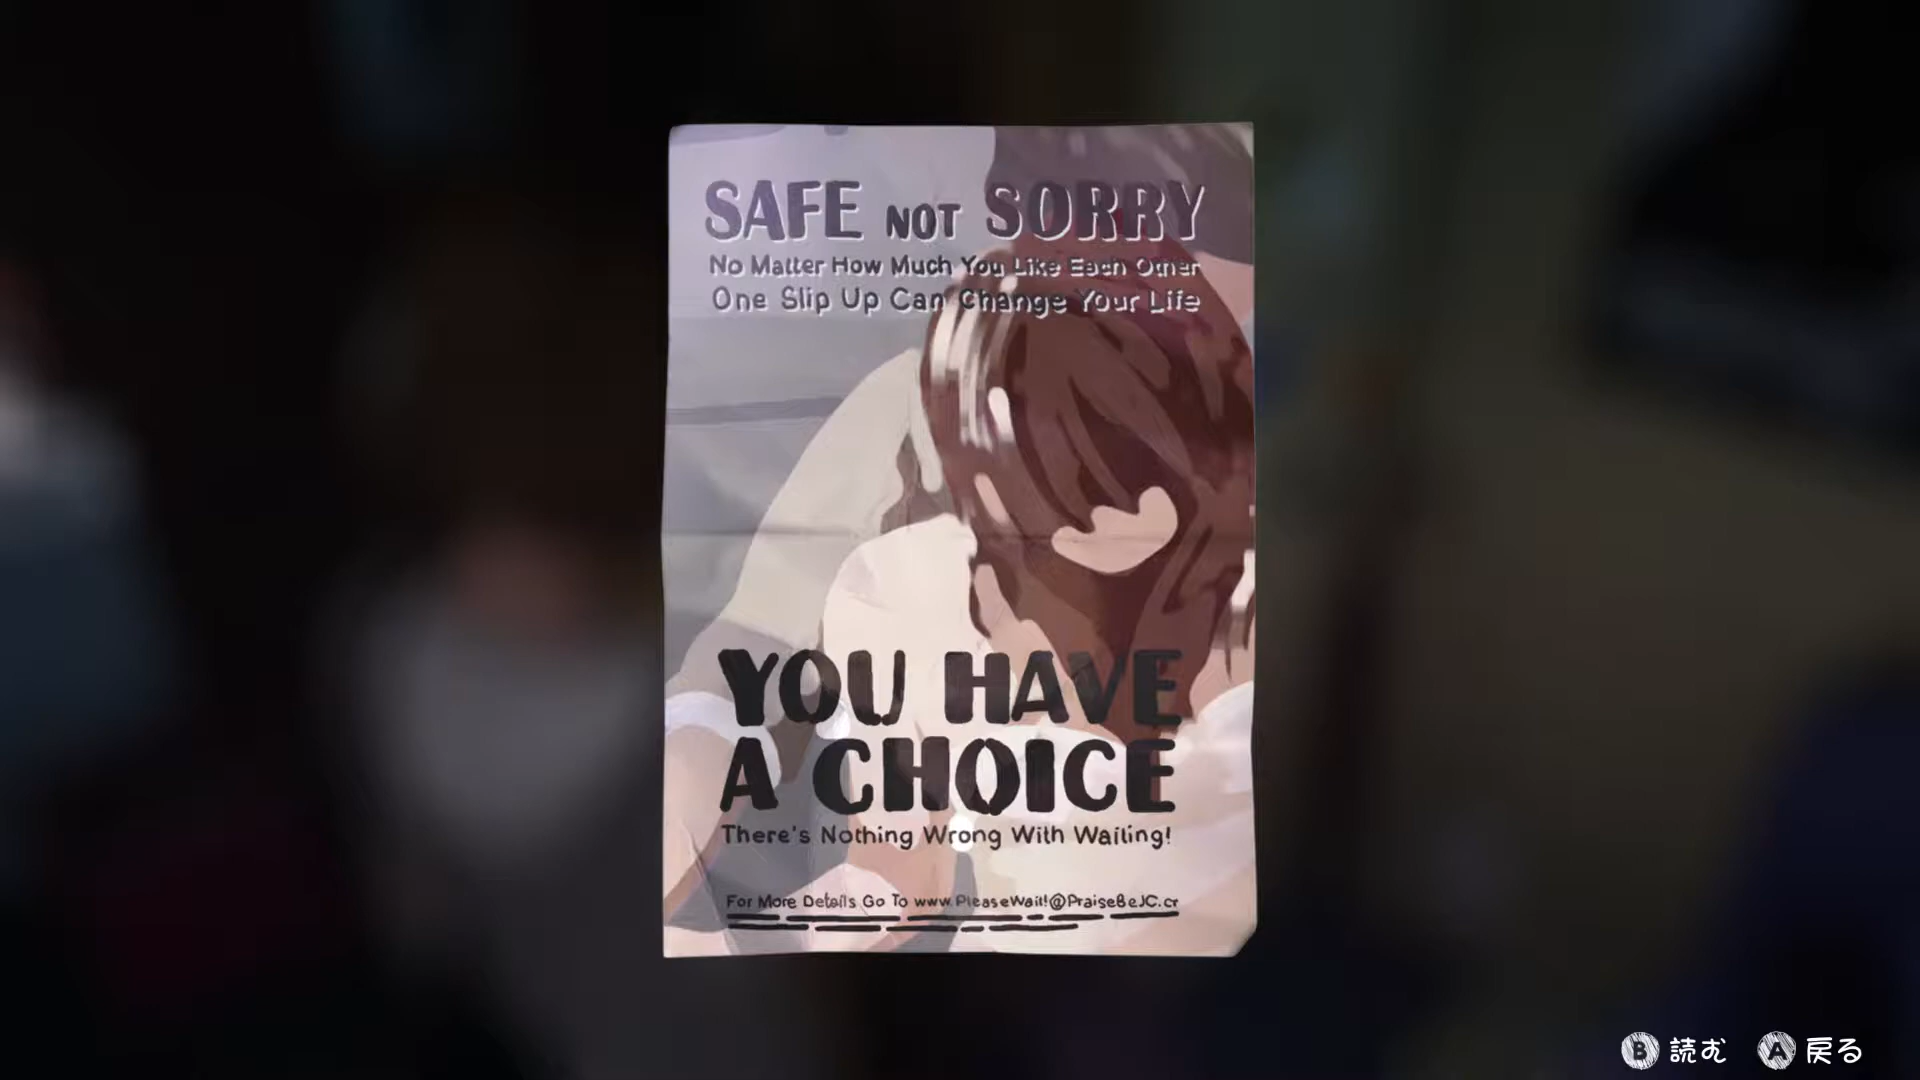 SAFE NOT SORRY
No Matter How Much You Like Each Other
One Slip Up Can Change Your Life
YOU HAVE
A CHOICE
There's Nothing Wrong With Waiting!
For More Details Go To www.PleaseWait!@PraiseBeJC.cr
B 読む A 戻る